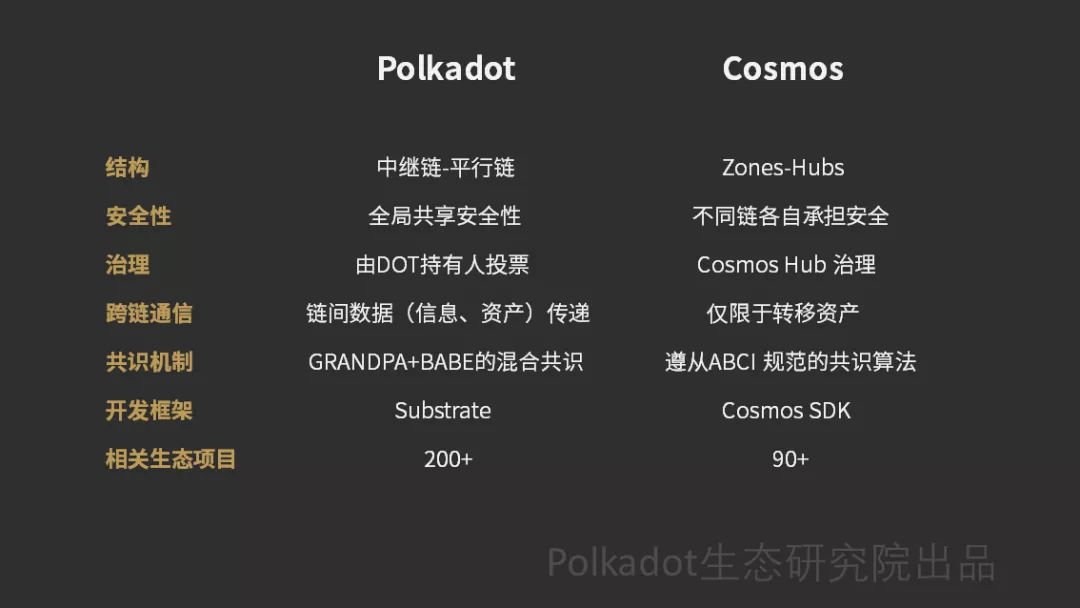 Polkadot Cosmos
结构 中继链-平行链 Zones-Hubs
安全性 全局共享安全性 不同链各自承担安全
治理 由DOT持有人投票 Cosmos Hub 治理
跨链通信 链间数据（信息、资产）传递 仅限于转移资产
共识机制 GRANDPA+BABE的混合共识 遵从ABCI 规范的共识算法
开发框架 Substrate Cosmos SDK
相关生态项目 200+ 90+
Polkadot生态研究院出品